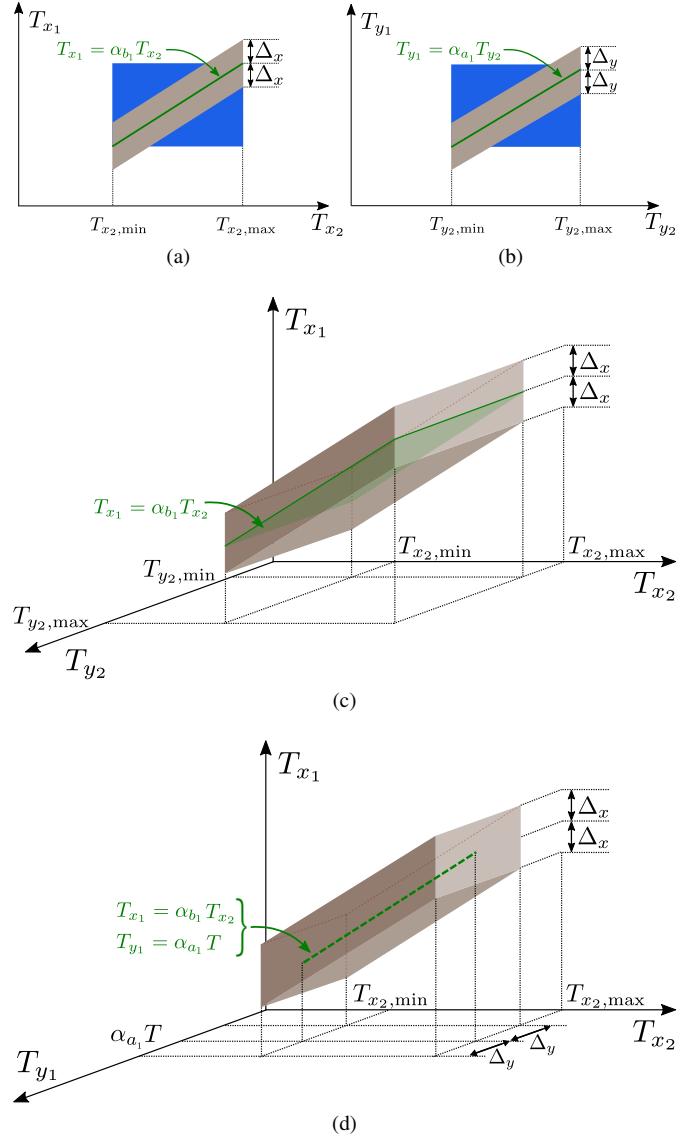 T_{x_1}
T_{x_1} = α_{b_1} T_{x_2}
Δ_x
Δ_x
T_{x_2,min}
T_{x_2,max}
T_{x_2}
(a)
T_{y_1}
T_{y_1} = α_{a_1} T_{y_2}
Δ_y
Δ_y
T_{y_2,min}
T_{y_2,max}
T_{y_2}
(b)
T_{x_1}
Δ_x
Δ_x
T_{x_1} = α_{b_1} T_{x_2}
T_{x_2,min}
T_{x_2,max}
T_{y_2,min}
T_{x_2}
T_{y_2,max}
T_{y_2}
(c)
T_{x_1}
Δ_x
Δ_x
T_{x_1} = α_{b_1} T_{x_2}
T_{y_1} = α_{a_1} T
T_{x_2,min}
T_{x_2,max}
α_{a_1} T
T_{x_2}
Δ_y
Δ_y
T_{y_1}
(d)